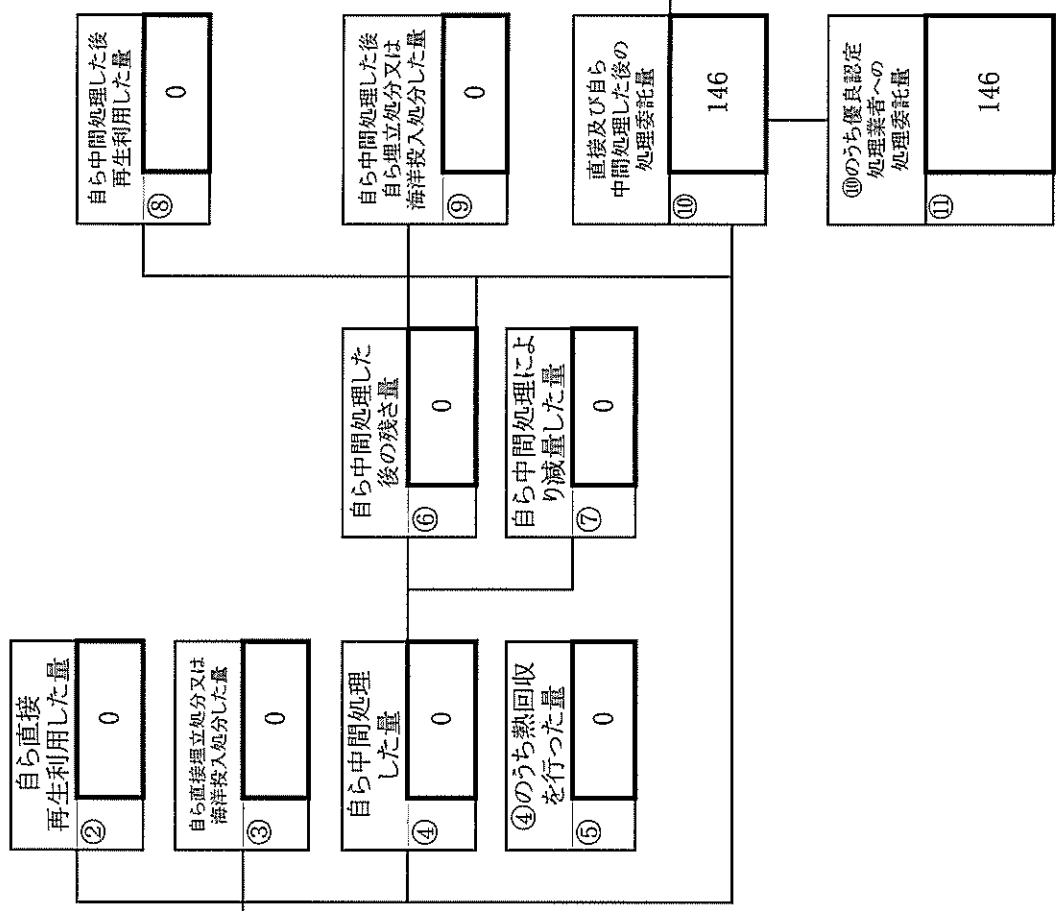 自ら直接
再生利用した量
②
0
自ら直接埋立処分又は
海洋投入処分した量
③
0
自ら中間処理
した量
④
0
④のうち熱回収
を行った量
⑤
0
自ら中間処理した
後の残さ量
⑥
0
自ら中間処理によ
り減量した量
⑦
0
自ら中間処理した後
再生利用した量
⑧
0
自ら中間処理した後
自ら埋立処分又は
海洋投入処分した量
⑨
0
直接及び自ら
中間処理した後の
処理委託量
⑩
146
⑩のうち優良認定
処理業者への
処理委託量
⑪
146